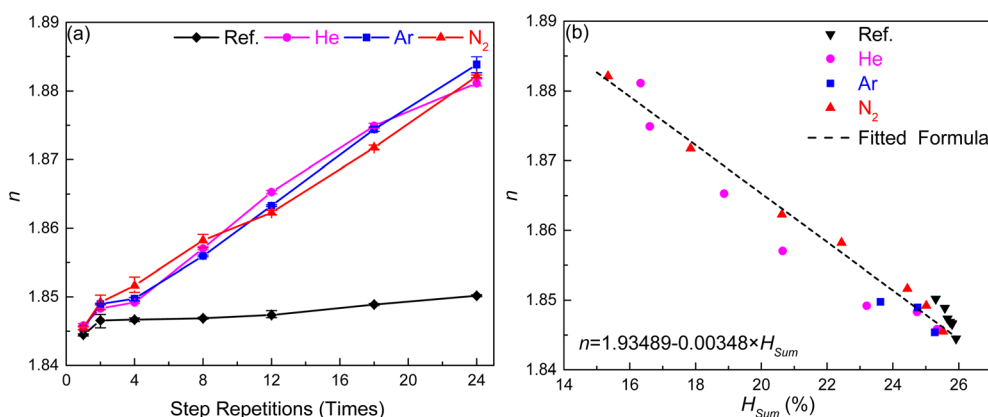 (a)
Ref. He Ar N₂
1.89
1.88
1.87
1.86
1.85
1.84
n
0 4 8 12 16 20 24
Step Repetitions (Times)
(b)
Ref.
He
Ar
N₂
Fitted Formula
1.89
1.88
1.87
1.86
1.85
1.84
n
n=1.93489-0.00348×H_Sum
14 16 18 20 22 24 26
H_Sum (%)